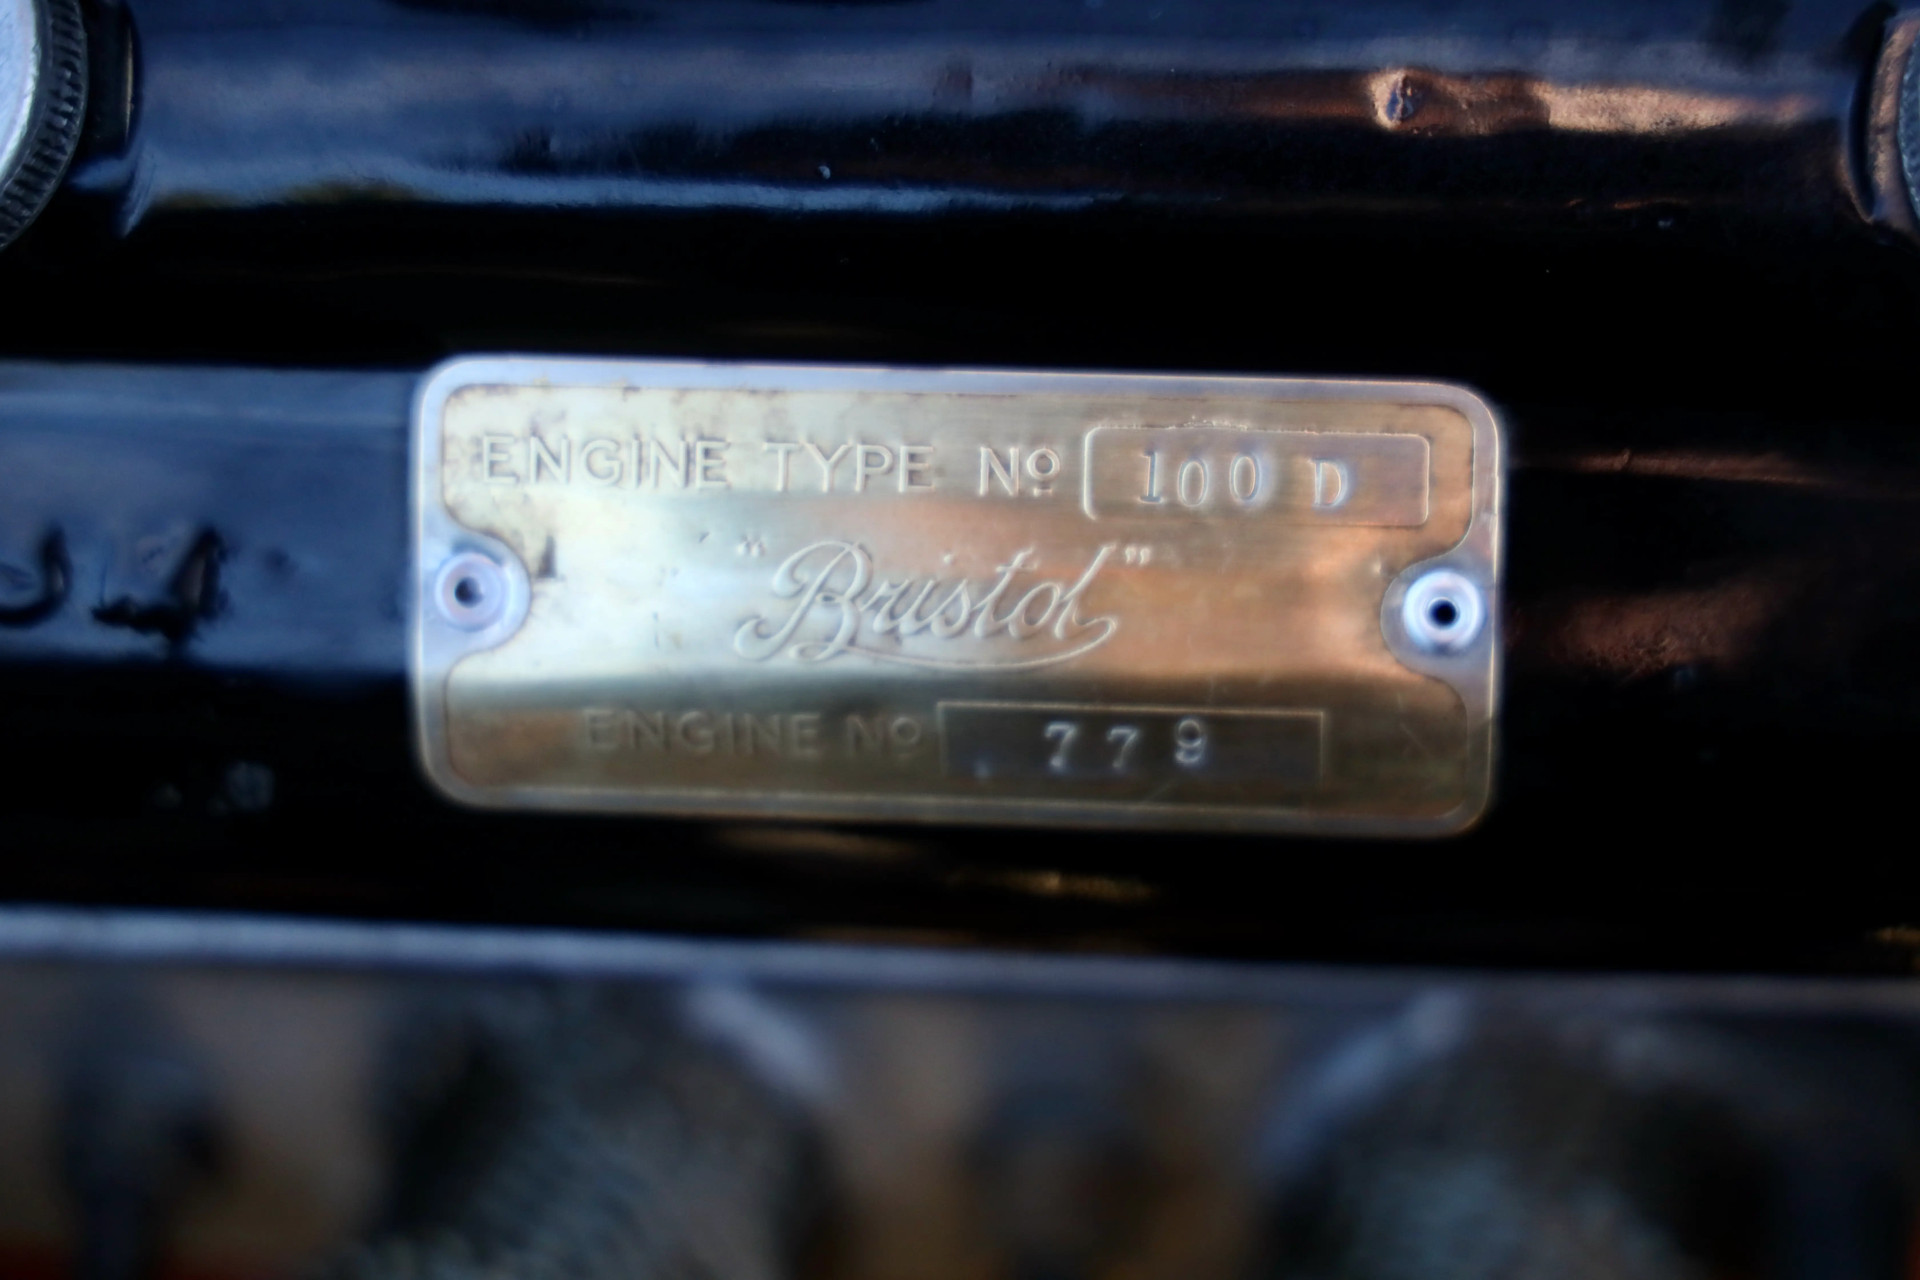 ENGINE TYPE Nº 100 D
"Bristol"
ENGINE Nº 779